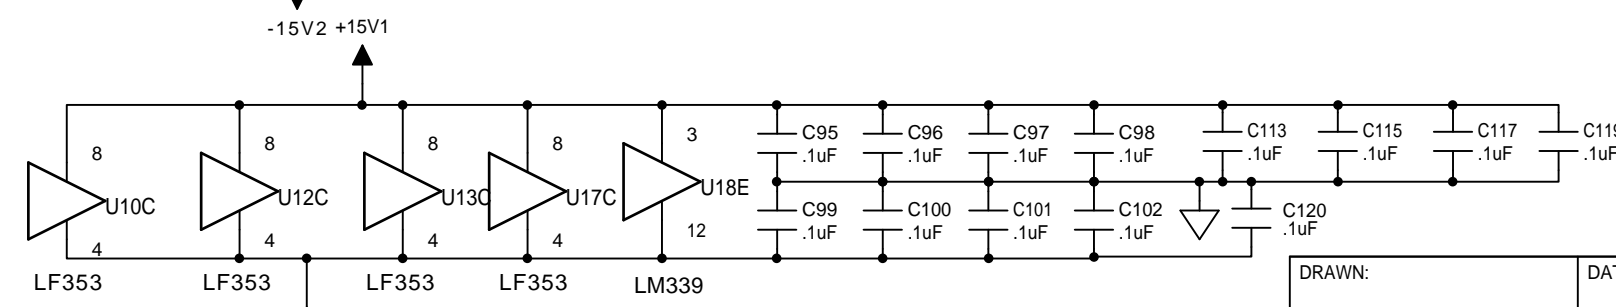 -15V2 +15V1
8 8 8 8 3
C95 C96 C97 C98 C113 C115 C117 C119
.1uF .1uF .1uF .1uF .1uF .1uF .1uF .1uF
U10C U12C U13C U17C U18E
C99 C100 C101 C102 C120
.1uF .1uF .1uF .1uF .1uF
4 4 4 4 12
LF353 LF353 LF353 LF353 LM339
DRAWN: DAT